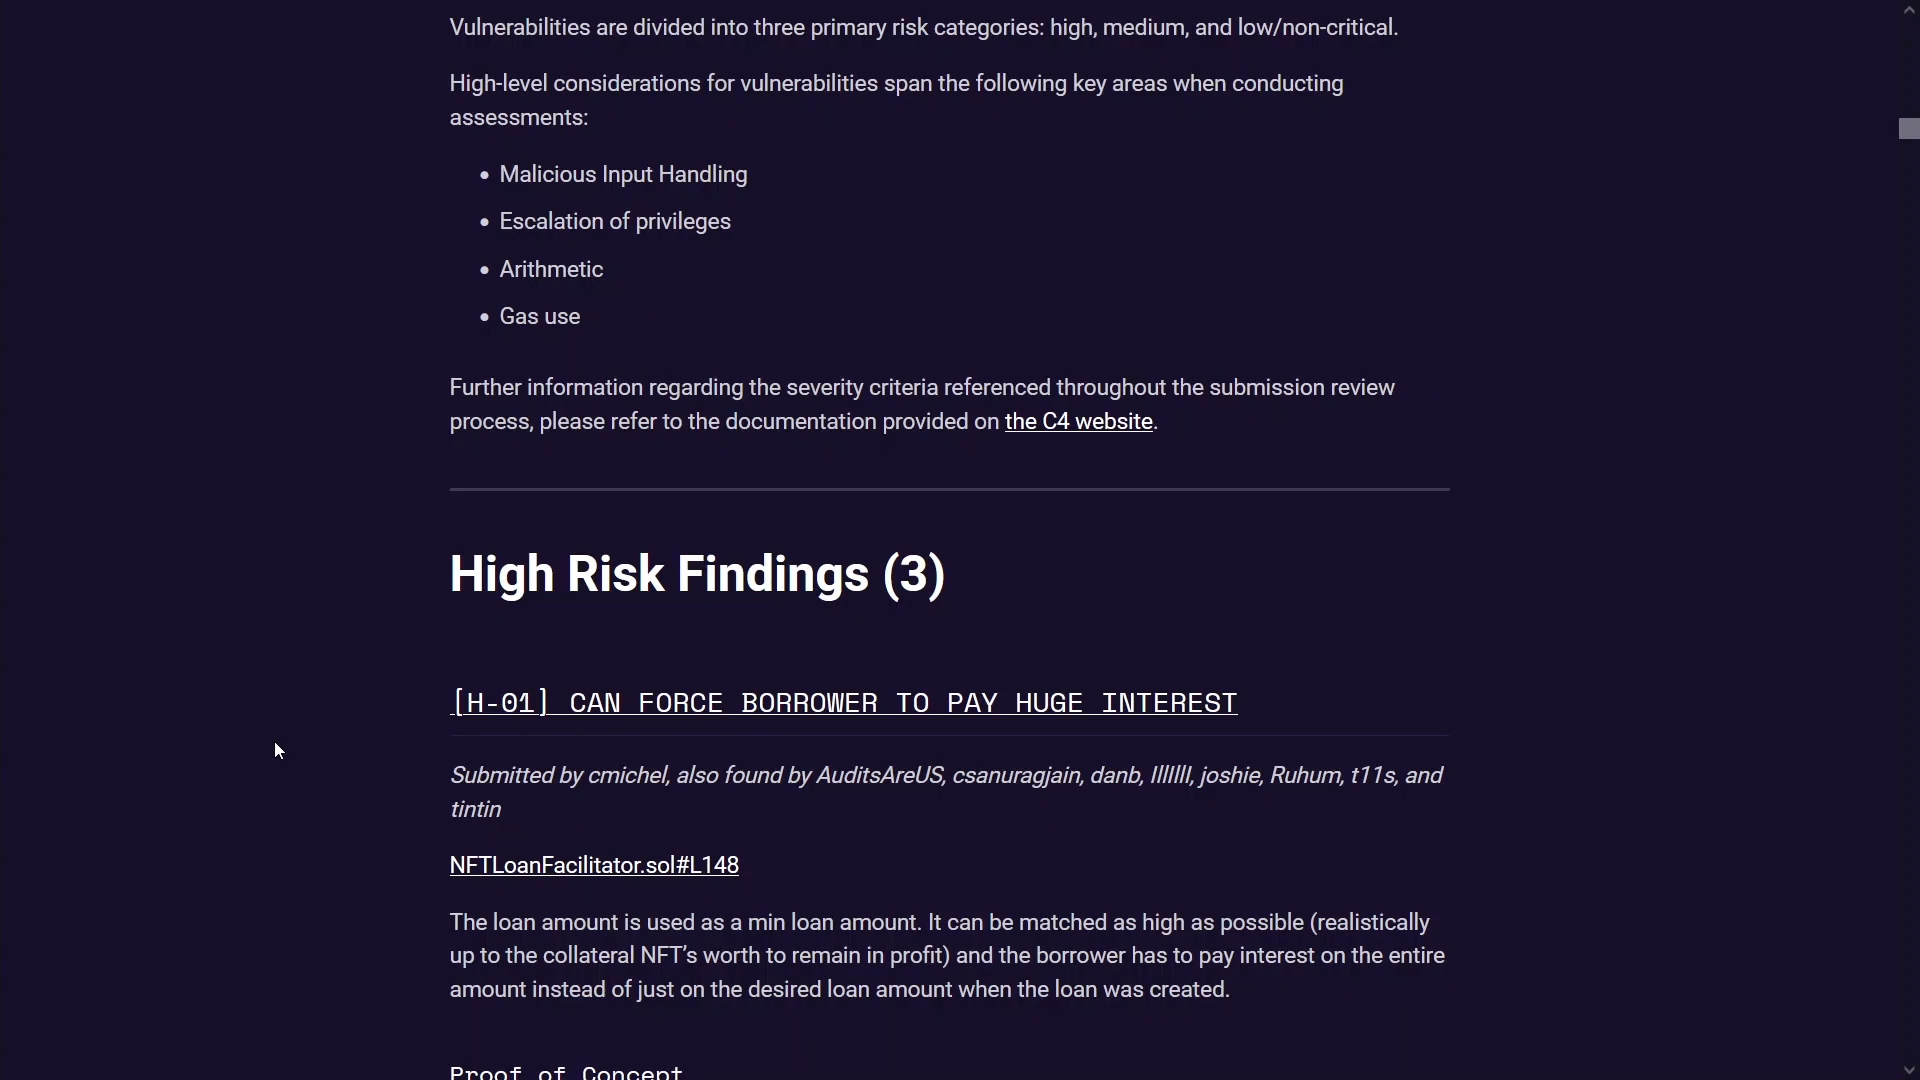 Vulnerabilities are divided into three primary risk categories: high, medium, and low/non-critical.
High-level considerations for vulnerabilities span the following key areas when conducting
assessments:
• Malicious Input Handling
• Escalation of privileges
• Arithmetic
• Gas use
Further information regarding the severity criteria referenced throughout the submission review
process, please refer to the documentation provided on the C4 website.
High Risk Findings (3)
[H-01] CAN FORCE BORROWER TO PAY HUGE INTEREST
Submitted by cmichel, also found by AuditsAreUS, csanuragjain, danb, IllIllI, joshie, Ruhum, t11s, and
tintin
NFTLoanFacilitator.sol#L148
The loan amount is used as a min loan amount. It can be matched as high as possible (realistically
up to the collateral NFT’s worth to remain in profit) and the borrower has to pay interest on the entire
amount instead of just on the desired loan amount when the loan was created.
Proof of Concept